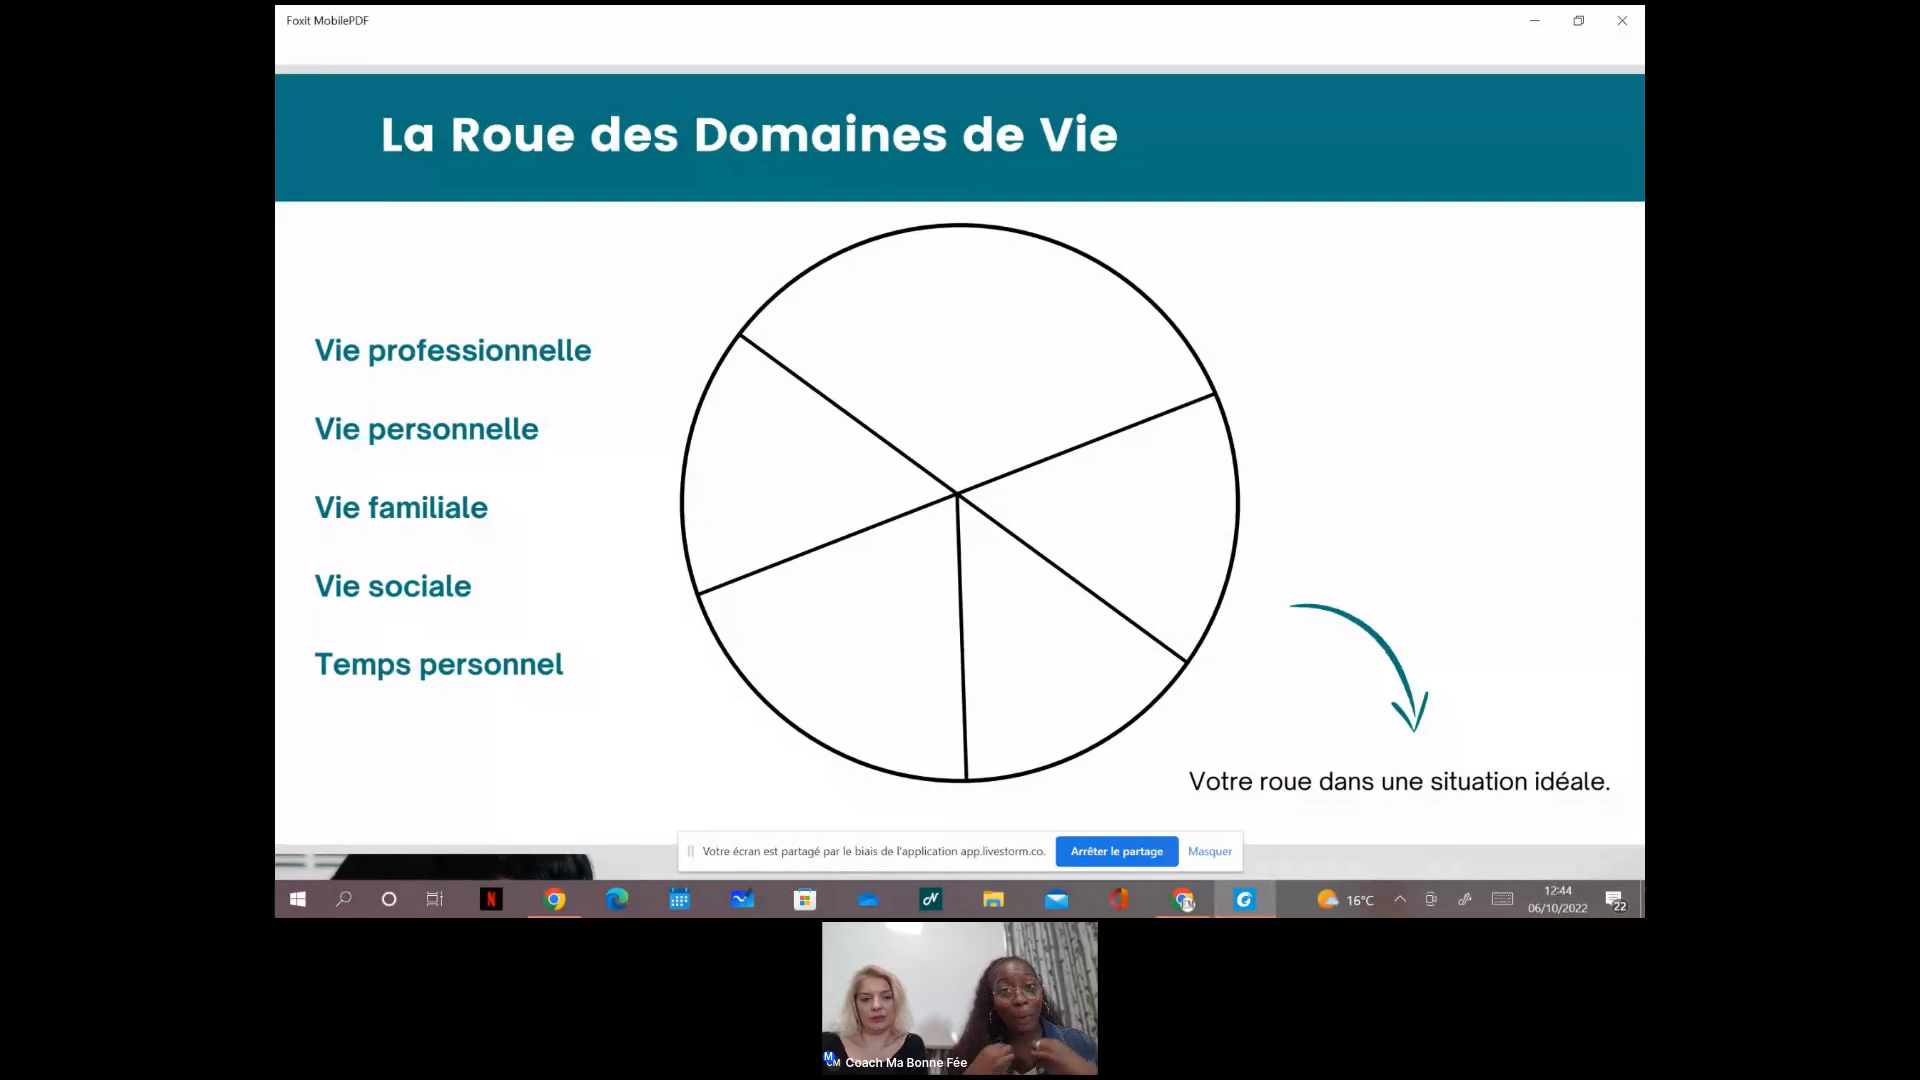 Foxit MobilePDF
La Roue des Domaines de Vie
Vie professionnelle
Vie personnelle
Vie familiale
Vie sociale
Temps personnel
Votre roue dans une situation idéale.
Votre écran est partagé par le biais de l'application app.livestorm.co. Arrêter le partage Masquer
N
16°C
12:44
06/10/2022
22
M
CM Coach Ma Bonne Fée